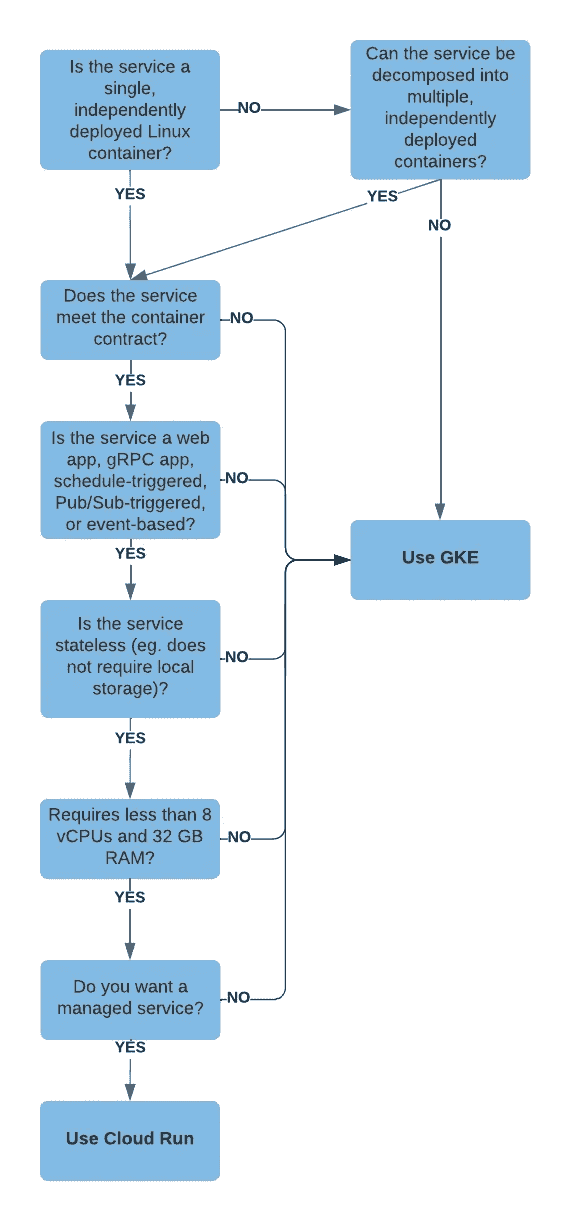 Is the service a
single,
independently
deployed Linux
container?
NO
Can the service be
decomposed into
multiple,
independently
deployed
containers?
YES
YES
NO
Does the service
meet the container
contract?
NO
YES
Is the service a web
app, gRPC app,
schedule-triggered,
Pub/Sub-triggered,
or event-based?
NO
YES
Use GKE
Is the service
stateless (eg. does
not require local
storage)?
NO
YES
Requires less than 8
vCPUs and 32 GB
RAM?
NO
YES
Do you want a
managed service?
NO
YES
Use Cloud Run